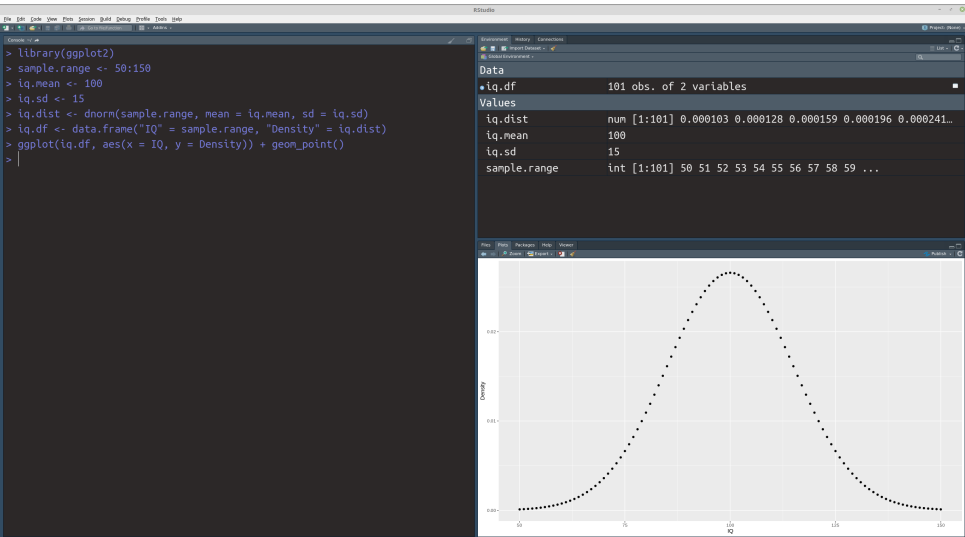 RStudio
File Edit Code View Plots Session Build Debug Profile Tools Help
Go to file/function
Addins
Project: (None)
Console ~/
> library(ggplot2)
> sample.range <- 50:150
> iq.mean <- 100
> iq.sd <- 15
> iq.dist <- dnorm(sample.range, mean = iq.mean, sd = iq.sd)
> iq.df <- data.frame("IQ" = sample.range, "Density" = iq.dist)
> ggplot(iq.df, aes(x = IQ, y = Density)) + geom_point()
>
Environment History Connections
Import Dataset
List
Global Environment
Data
iq.df 101 obs. of 2 variables
Values
iq.dist num [1:101] 0.000103 0.000128 0.000159 0.000196 0.000241…
iq.mean 100
iq.sd 15
sample.range int [1:101] 50 51 52 53 54 55 56 57 58 59 ...
Files Plots Packages Help Viewer
Zoom Export Publish
0.02
0.01
0.00
Density
50 75 100 125 150
IQ